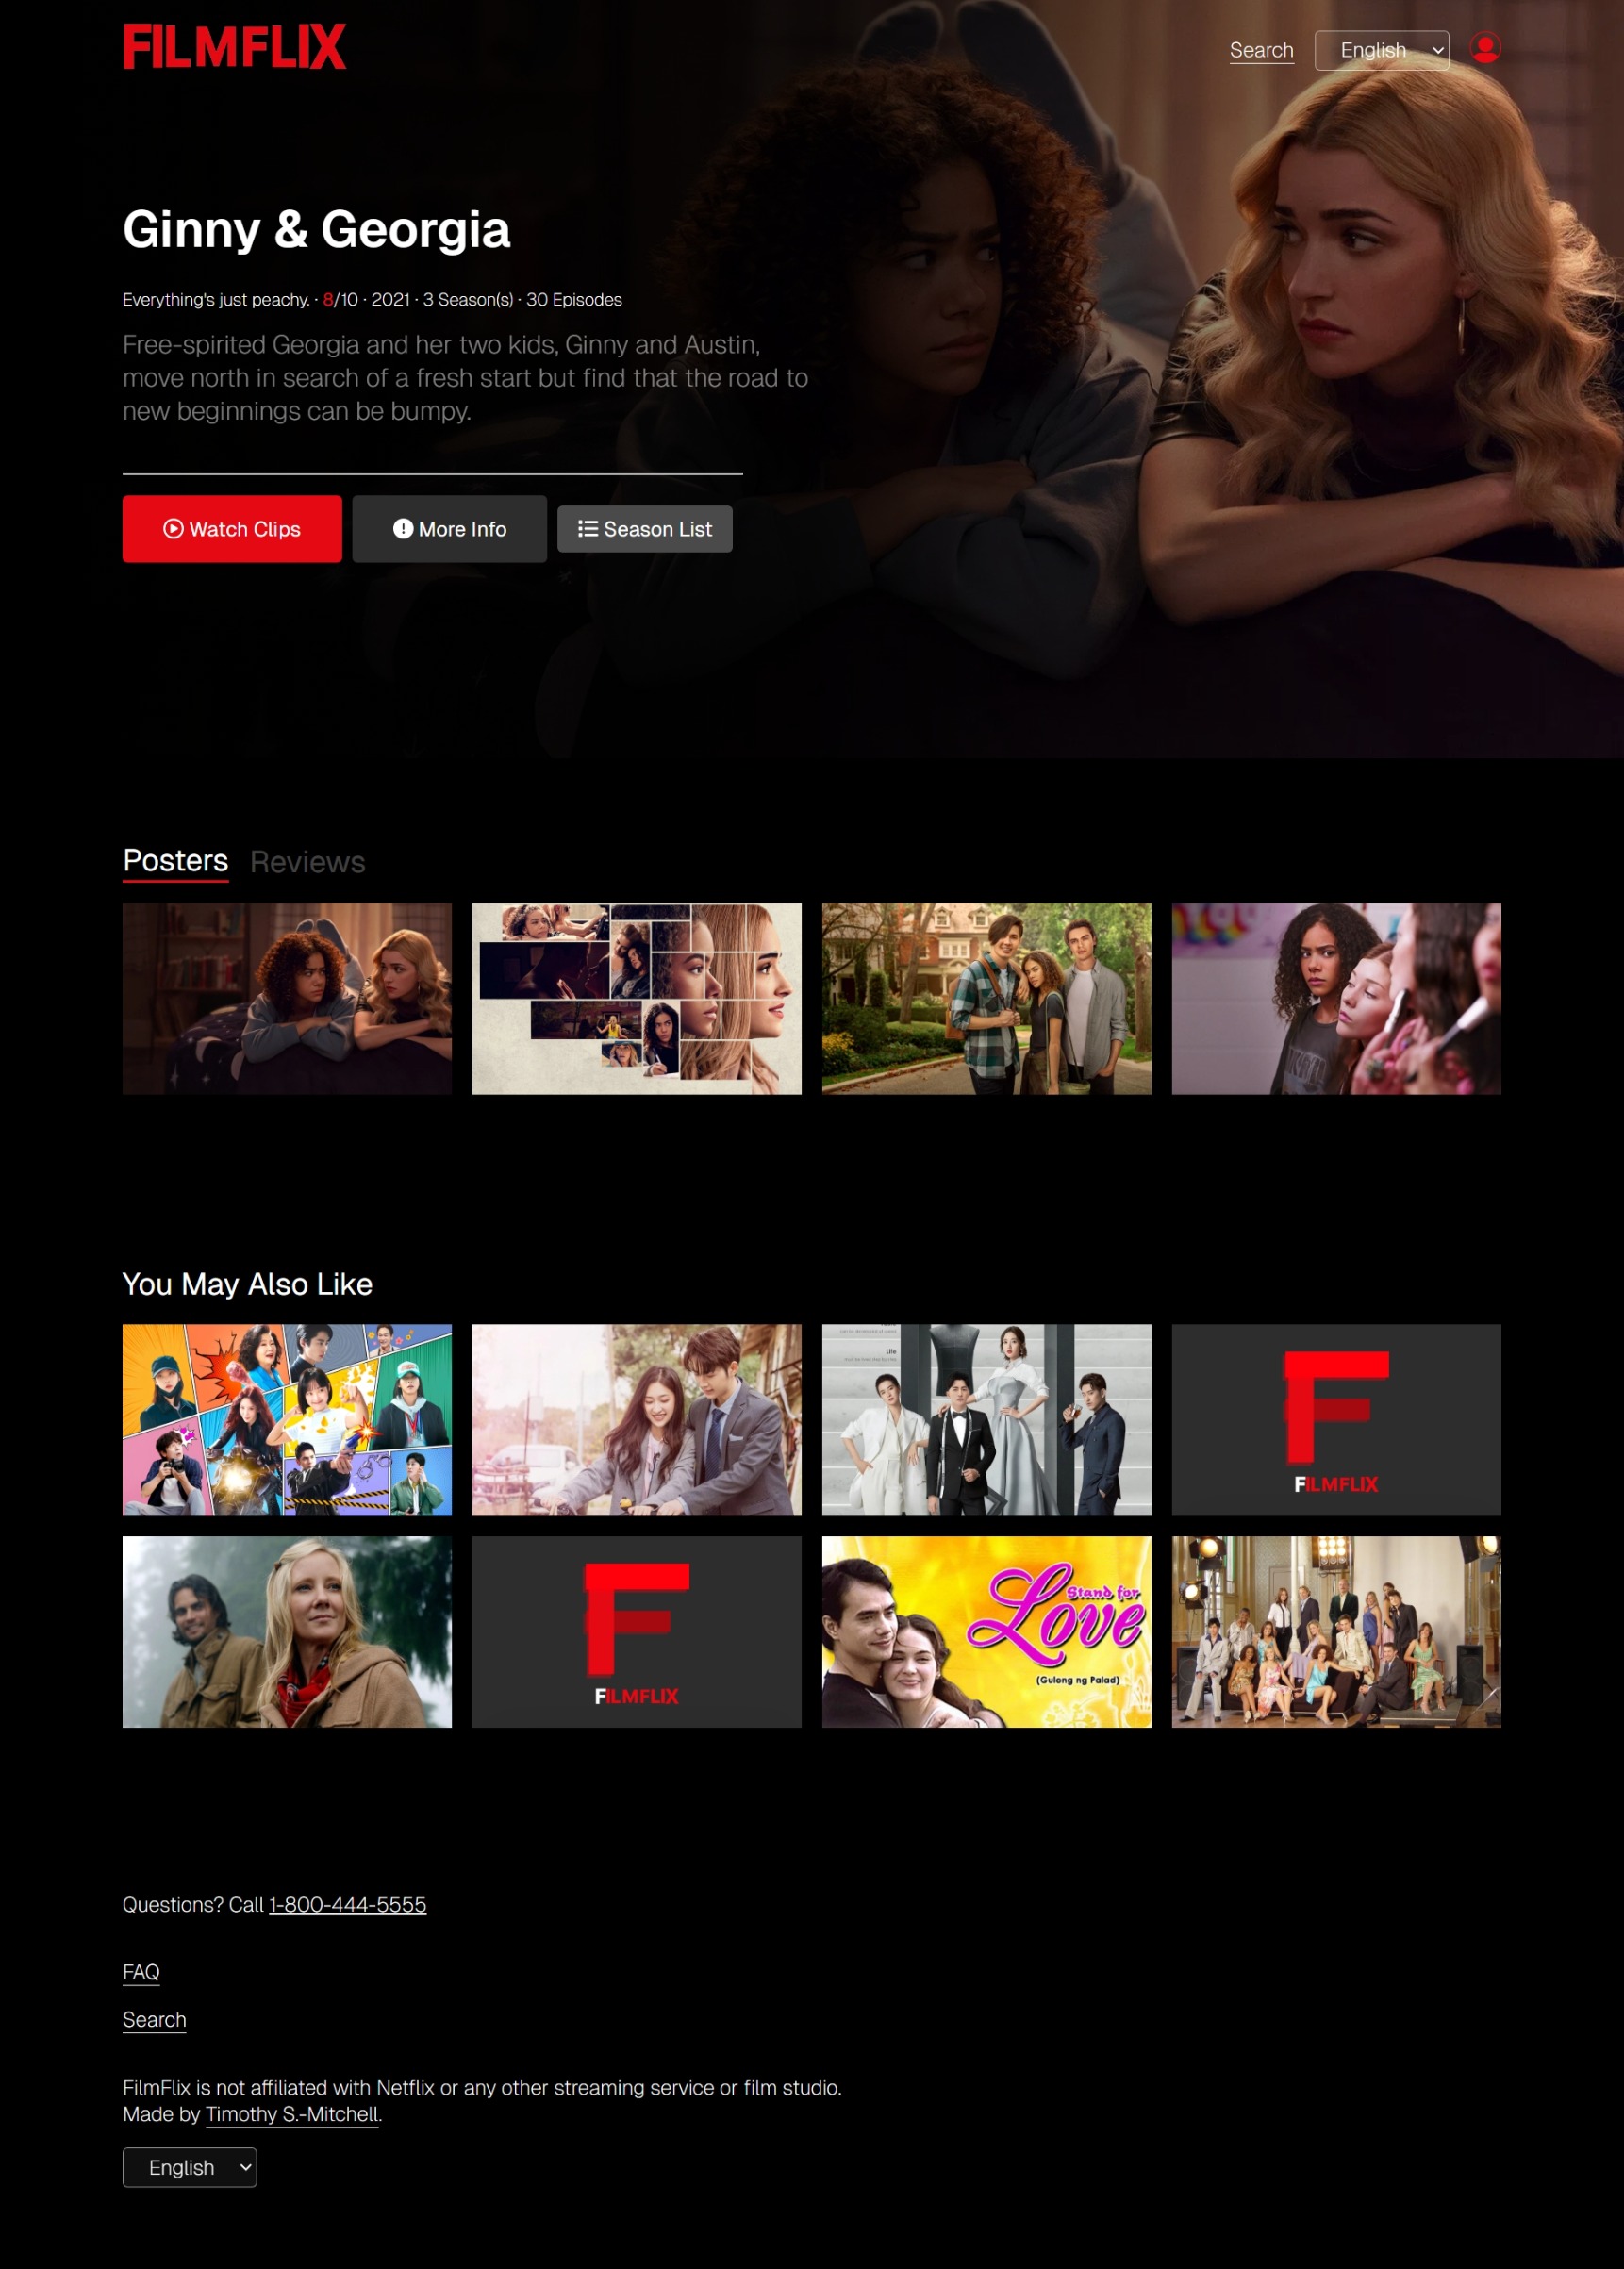 FILMFLIX
Search
English
Ginny & Georgia
Everything's just peachy. · 8/10 · 2021 · 3 Season(s) · 30 Episodes
Free-spirited Georgia and her two kids, Ginny and Austin,
move north in search of a fresh start but find that the road to
new beginnings can be bumpy.
Watch Clips
More Info
Season List
Posters
Reviews
You May Also Like
Life
F
FILMFLIX
F
FILMFLIX
Stand for
Love
(Gulong ng Palad)
Questions? Call 1-800-444-5555
FAQ
Search
FilmFlix is not affiliated with Netflix or any other streaming service or film studio.
Made by Timothy S.-Mitchell.
English